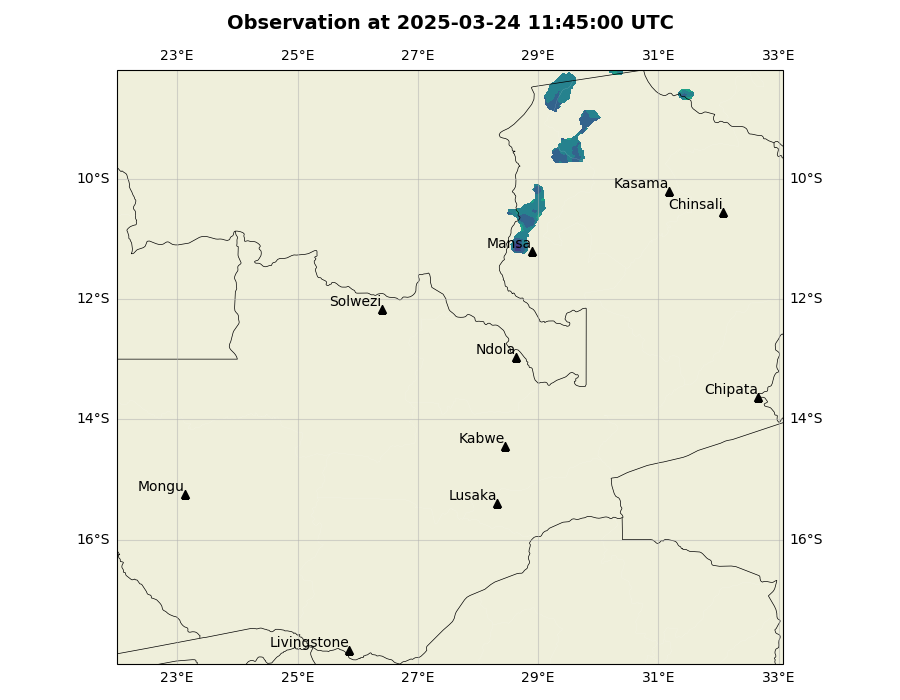 Observation at 2025-03-24 11:45:00 UTC
23°E 25°E 27°E 29°E 31°E 33°E
10°S 10°S
Kasama
Chinsali
Mansa
12°S 12°S
Solwezi
Ndola
Chipata
14°S 14°S
Kabwe
Mongu
Lusaka
16°S 16°S
Livingstone
23°E 25°E 27°E 29°E 31°E 33°E